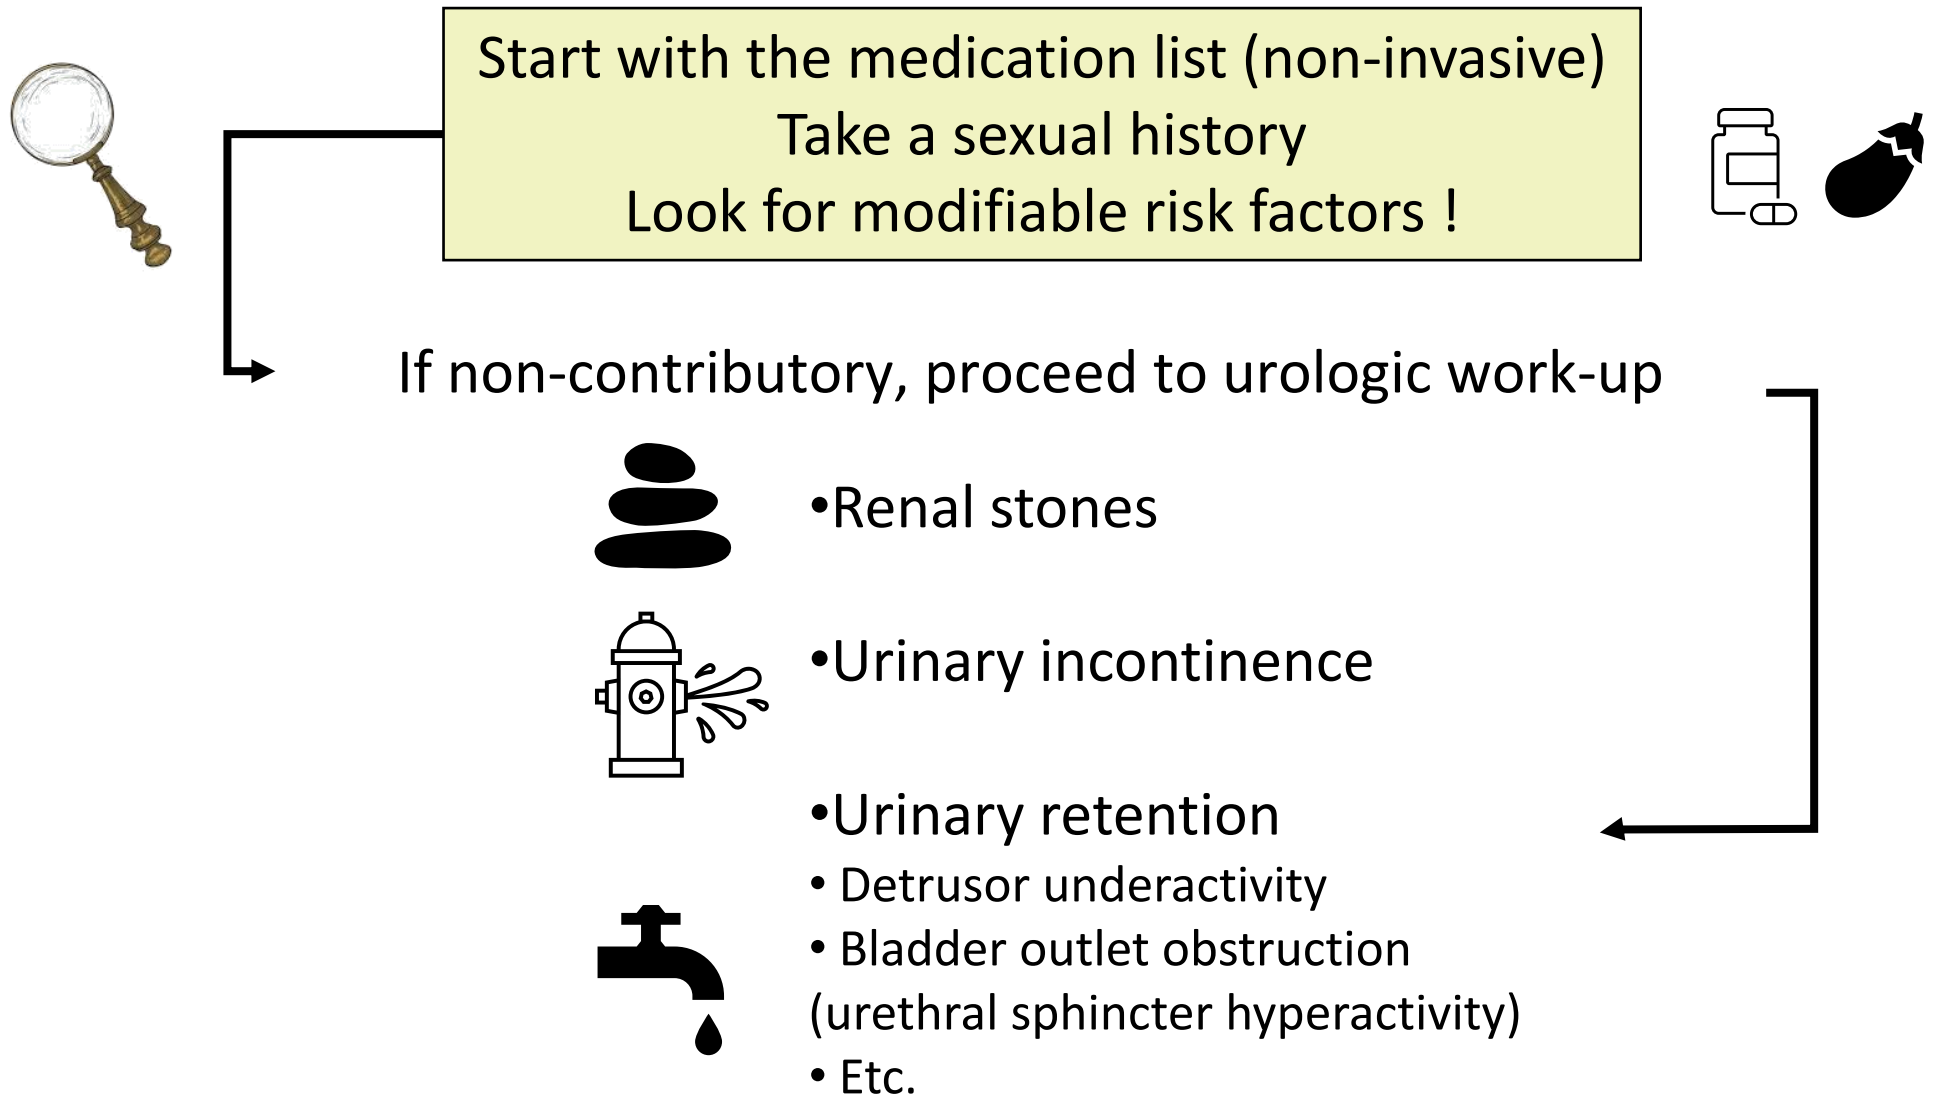 Start with the medication list (non-invasive)
Take a sexual history
Look for modifiable risk factors !
If non-contributory, proceed to urologic work-up
•Renal stones
•Urinary incontinence
•Urinary retention
• Detrusor underactivity
• Bladder outlet obstruction
(urethral sphincter hyperactivity)
• Etc.